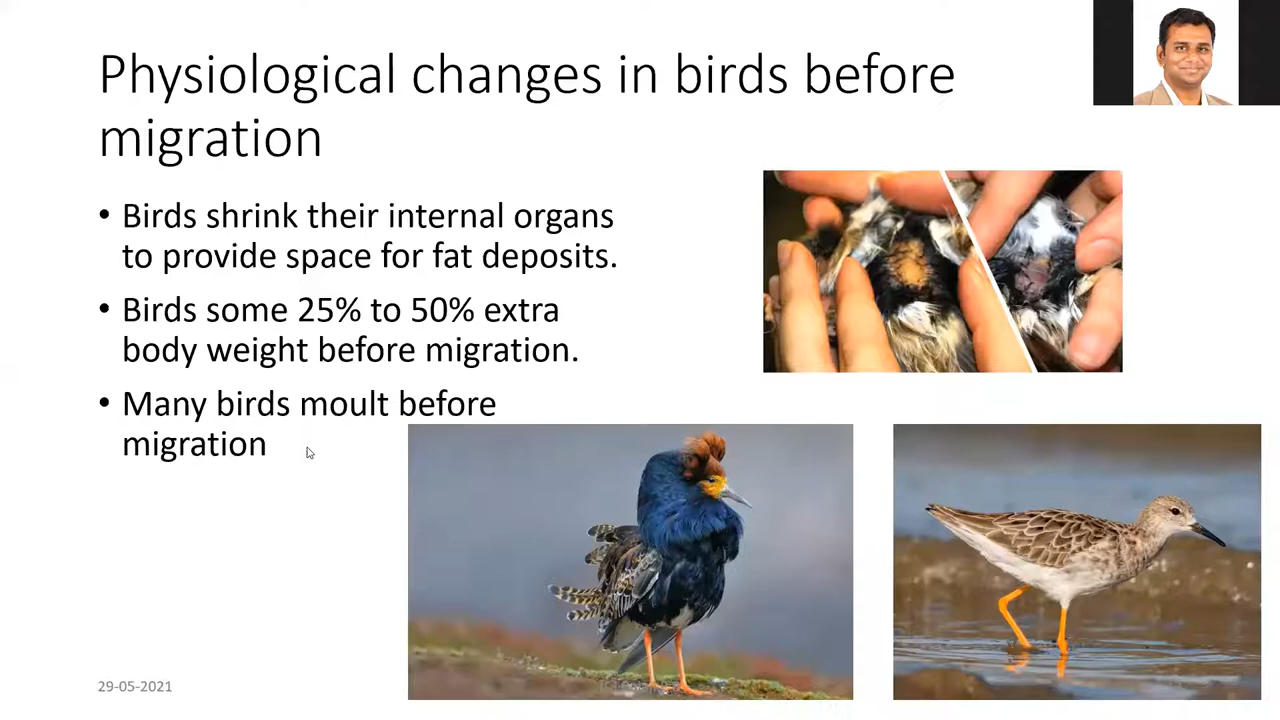 Physiological changes in birds before
migration
• Birds shrink their internal organs
to provide space for fat deposits.
• Birds some 25% to 50% extra
body weight before migration.
• Many birds moult before
migration
29-05-2021